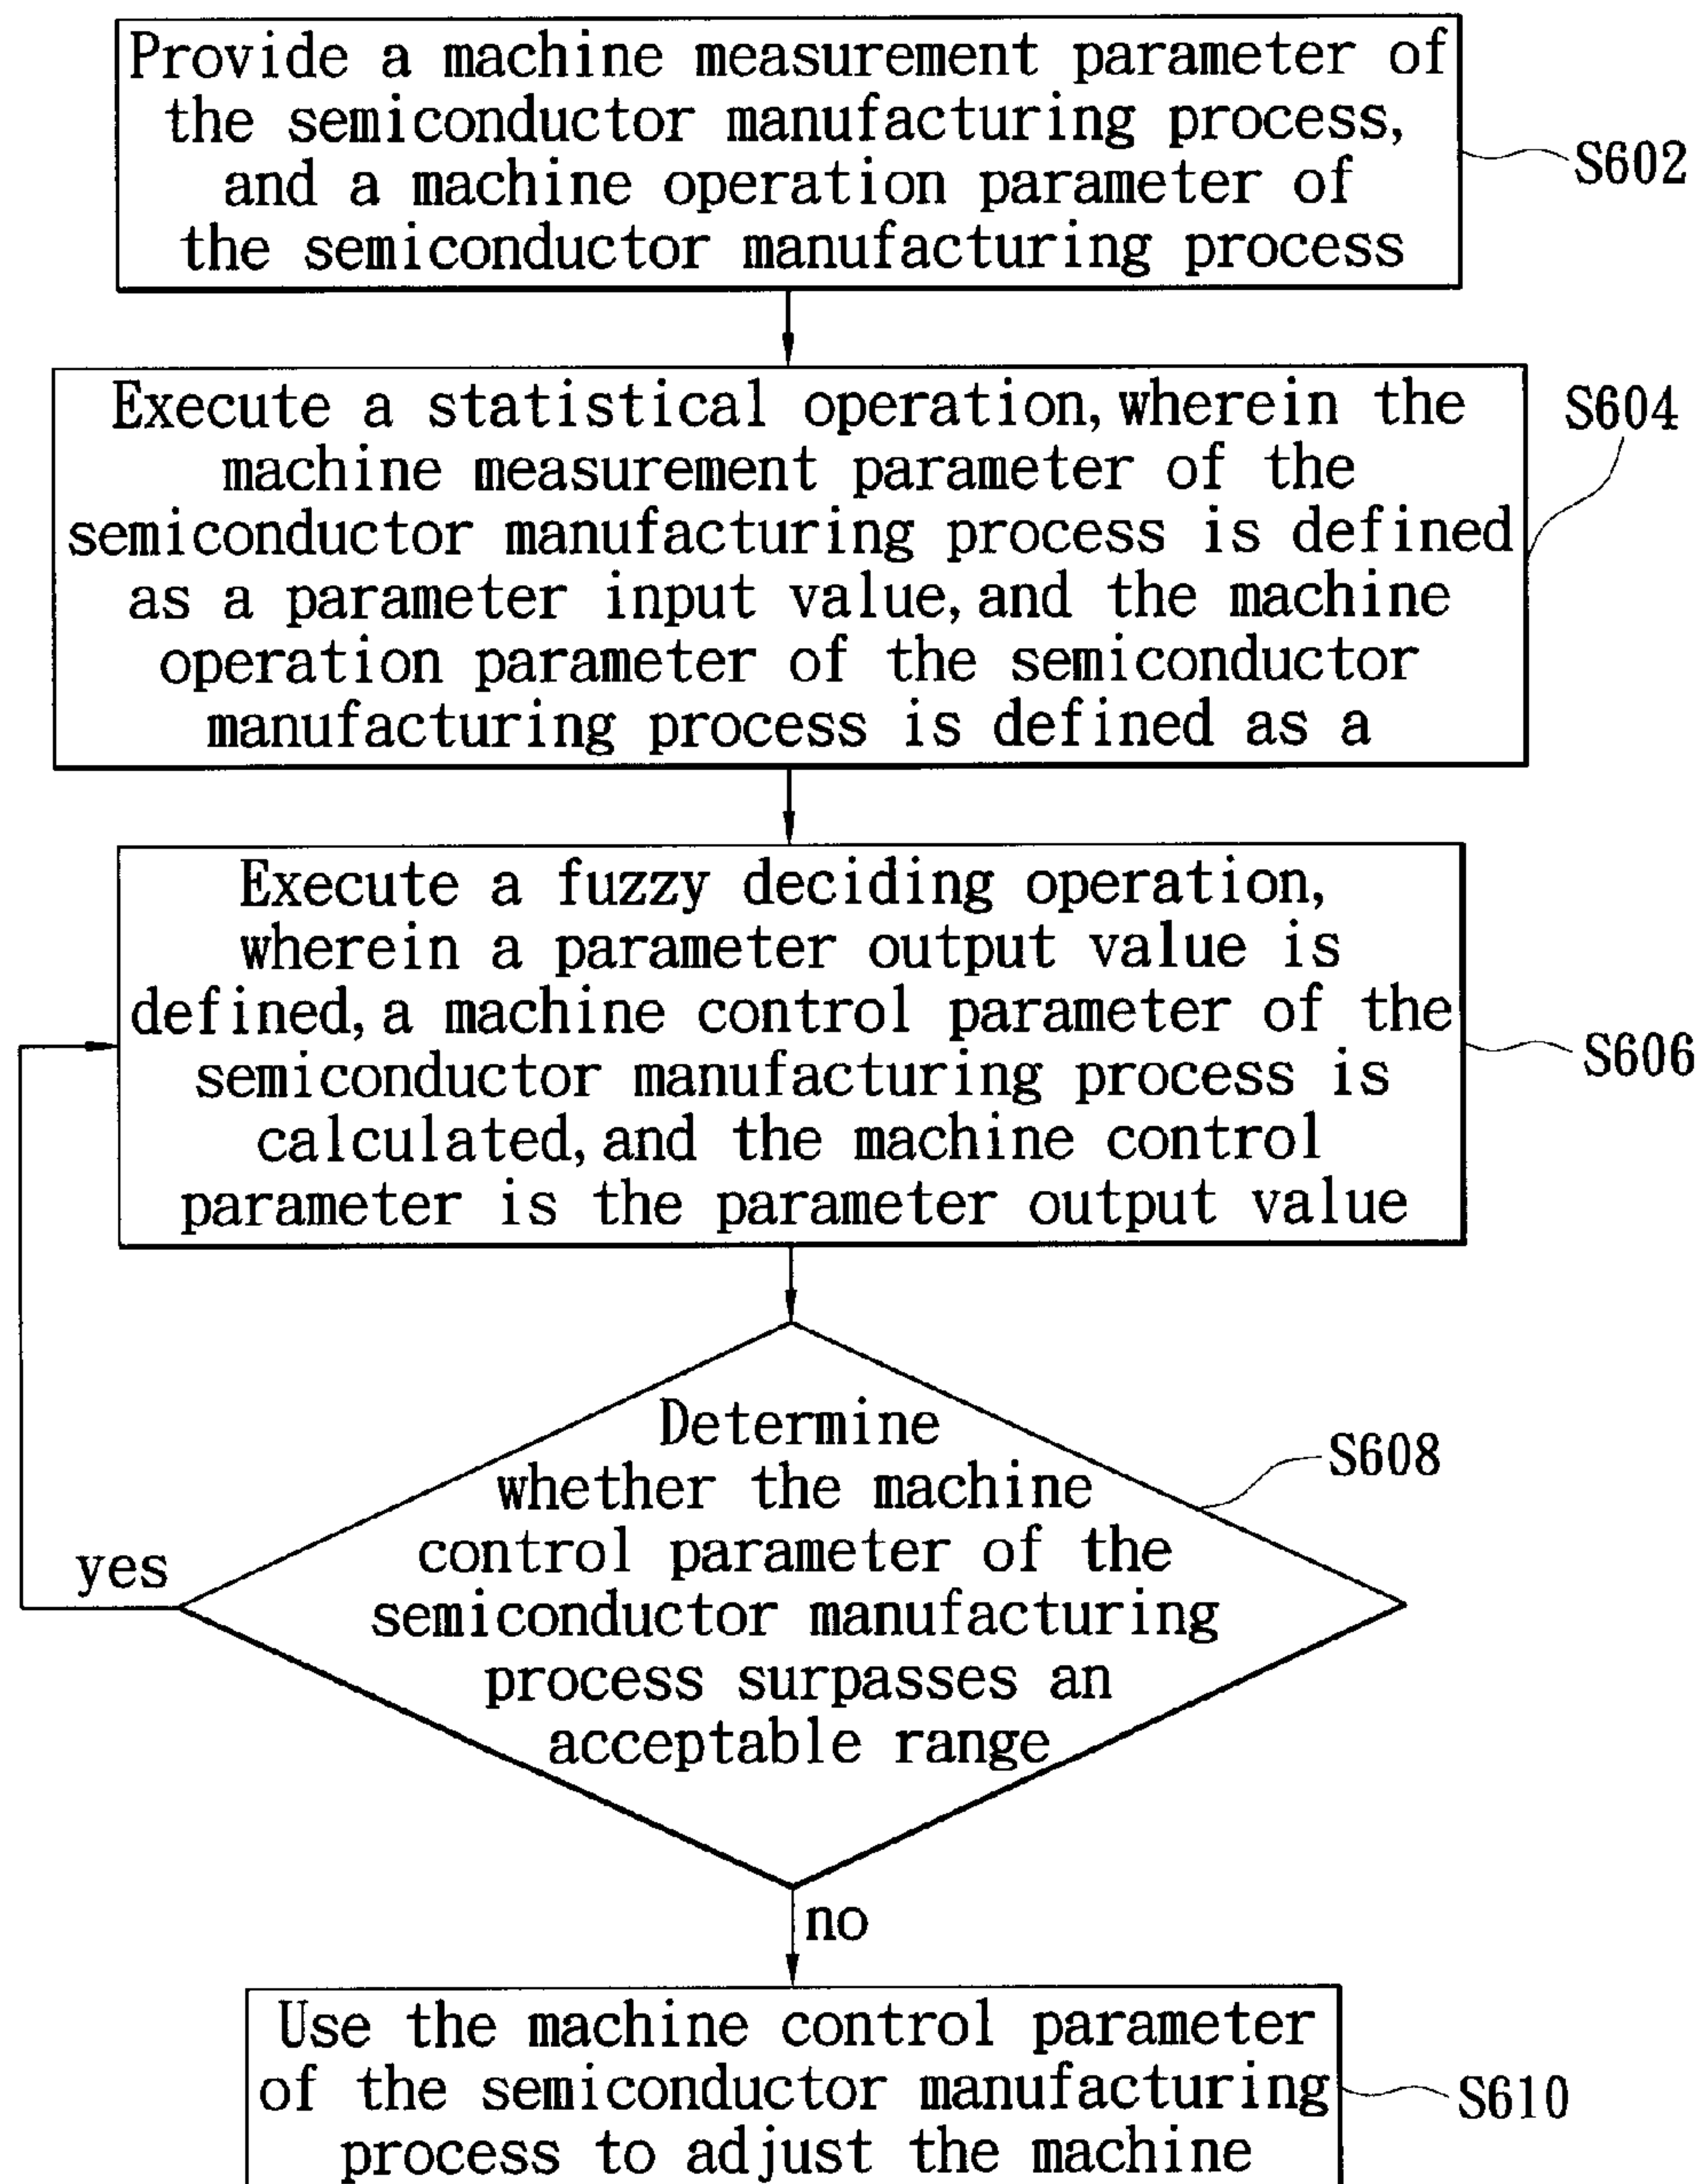 Provide a machine measurement parameter of
the semiconductor manufacturing process,
and a machine operation parameter of
the semiconductor manufacturing process
S602
Execute a statistical operation, wherein the
machine measurement parameter of the
semiconductor manufacturing process is defined
as a parameter input value, and the machine
operation parameter of the semiconductor
manufacturing process is defined as a
S604
Execute a fuzzy deciding operation,
wherein a parameter output value is
defined, a machine control parameter of the
semiconductor manufacturing process is
calculated, and the machine control
parameter is the parameter output value
S606
Determine
whether the machine
control parameter of the
semiconductor manufacturing
process surpasses an
acceptable range
S608
yes
no
Use the machine control parameter
of the semiconductor manufacturing
process to adjust the machine
S610